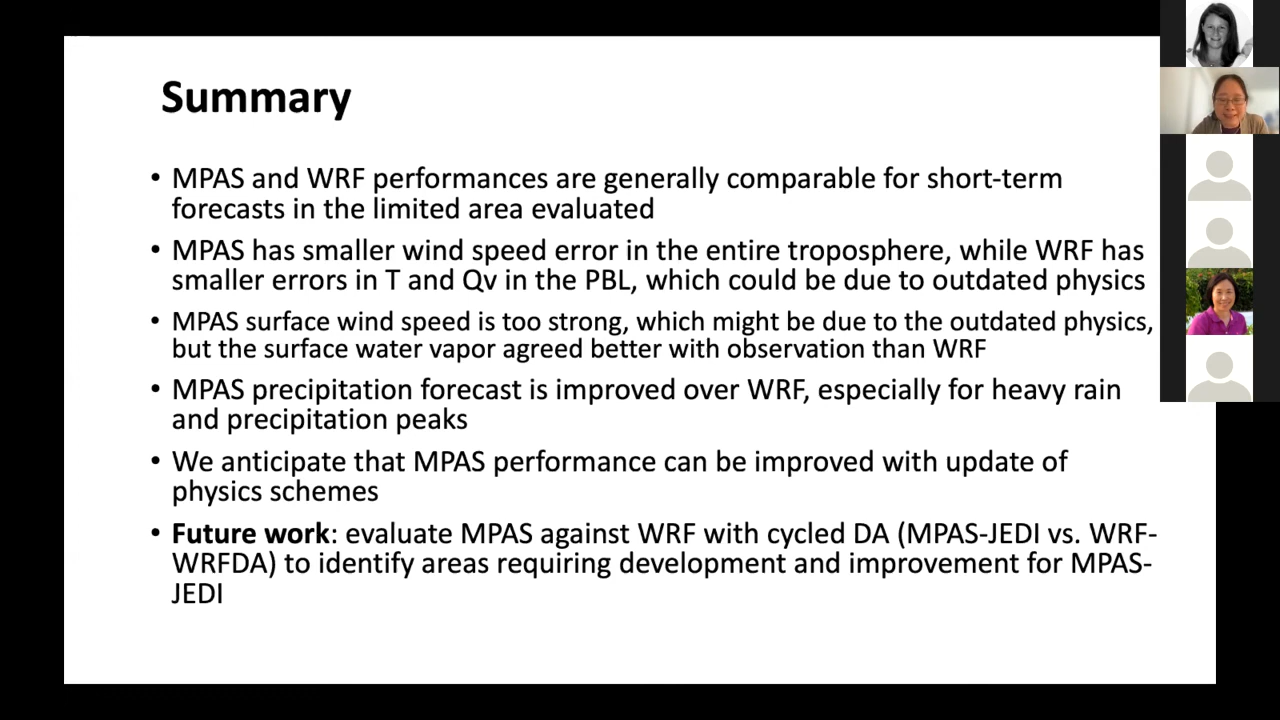 Summary
• MPAS and WRF performances are generally comparable for short-term
forecasts in the limited area evaluated
• MPAS has smaller wind speed error in the entire troposphere, while WRF has
smaller errors in T and Qv in the PBL, which could be due to outdated physics
• MPAS surface wind speed is too strong, which might be due to the outdated physics,
but the surface water vapor agreed better with observation than WRF
• MPAS precipitation forecast is improved over WRF, especially for heavy rain
and precipitation peaks
• We anticipate that MPAS performance can be improved with update of
physics schemes
• Future work: evaluate MPAS against WRF with cycled DA (MPAS-JEDI vs. WRF-
WRFDA) to identify areas requiring development and improvement for MPAS-
JEDI